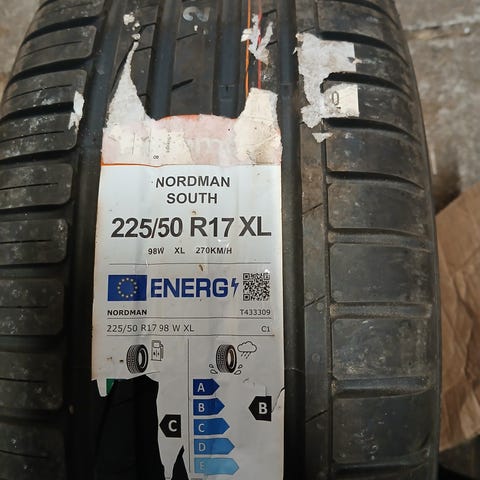 NORDMAN
SOUTH
225/50 R17 XL
98W XL 270KM/H
ENERG
NORDMAN T433309
225/50 R17 98 W XL C1
A
B
C
D
E
C
B